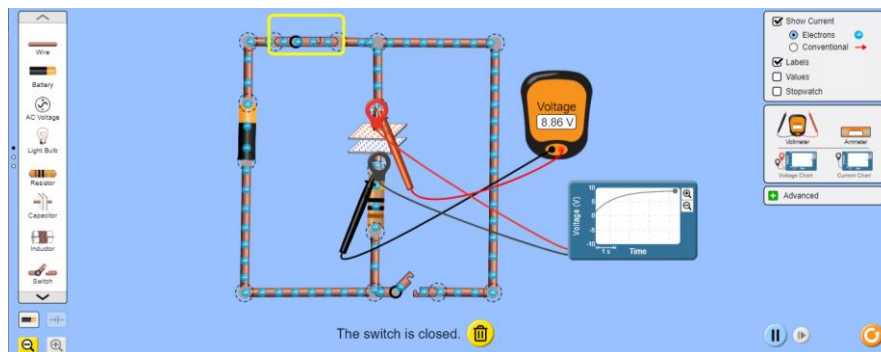 Wire
Battery
AC Voltage
Light Bulb
Resistor
Capacitor
Inductor
Switch
Voltage
8.86 V
Voltage (V)
10
5
0
-5
-10
1 s
Time
The switch is closed.
Show Current
Electrons
Conventional
Labels
Values
Stopwatch
Voltmeter
Ammeter
Voltage Chart
Current Chart
Advanced